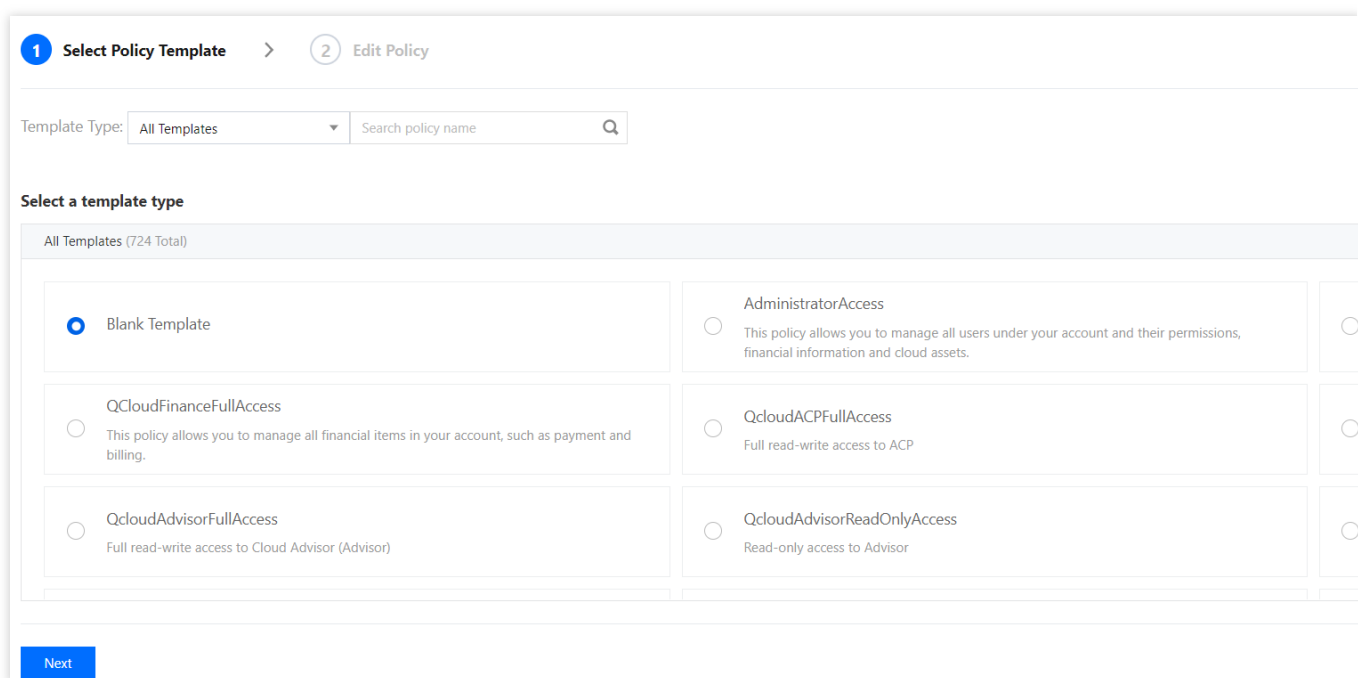 1 Select Policy Template > 2 Edit Policy
Template Type: All Templates Search policy name
Select a template type
All Templates (724 Total)
Blank Template
AdministratorAccess
This policy allows you to manage all users under your account and their permissions,
financial information and cloud assets.
QCloudFinanceFullAccess
This policy allows you to manage all financial items in your account, such as payment and
billing.
QcloudACPFullAccess
Full read-write access to ACP
QcloudAdvisorFullAccess
Full read-write access to Cloud Advisor (Advisor)
QcloudAdvisorReadOnlyAccess
Read-only access to Advisor
Next